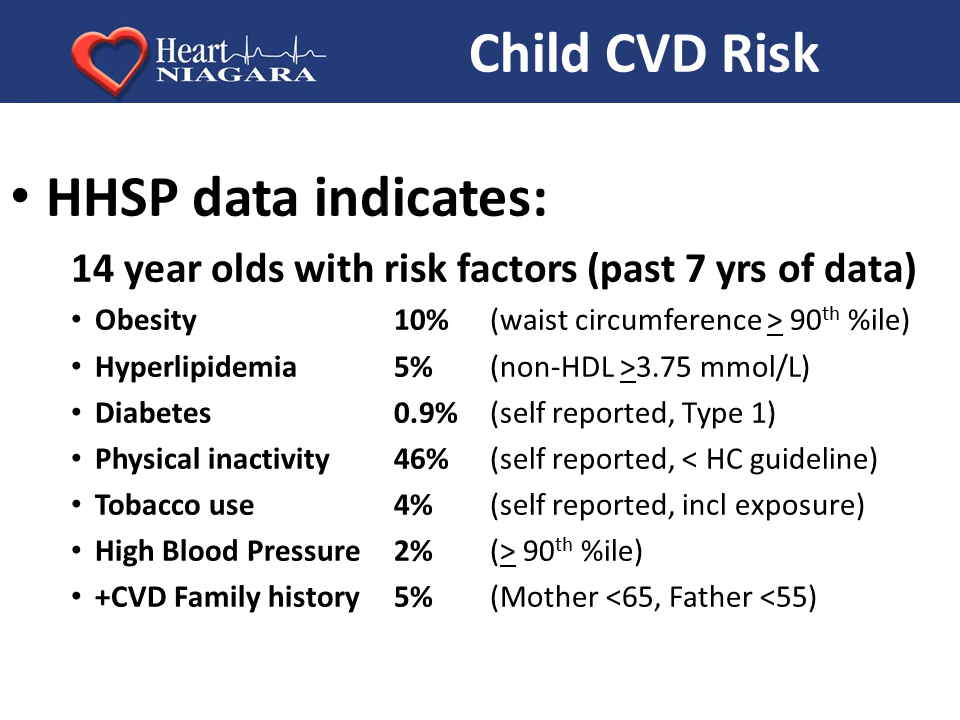 Heart
NIAGARA
Child CVD Risk
• HHSP data indicates:
14 year olds with risk factors (past 7 yrs of data)
• Obesity 10% (waist circumference ≥ 90th %ile)
• Hyperlipidemia 5% (non-HDL ≥3.75 mmol/L)
• Diabetes 0.9% (self reported, Type 1)
• Physical inactivity 46% (self reported, < HC guideline)
• Tobacco use 4% (self reported, incl exposure)
• High Blood Pressure 2% (≥ 90th %ile)
• +CVD Family history 5% (Mother <65, Father <55)